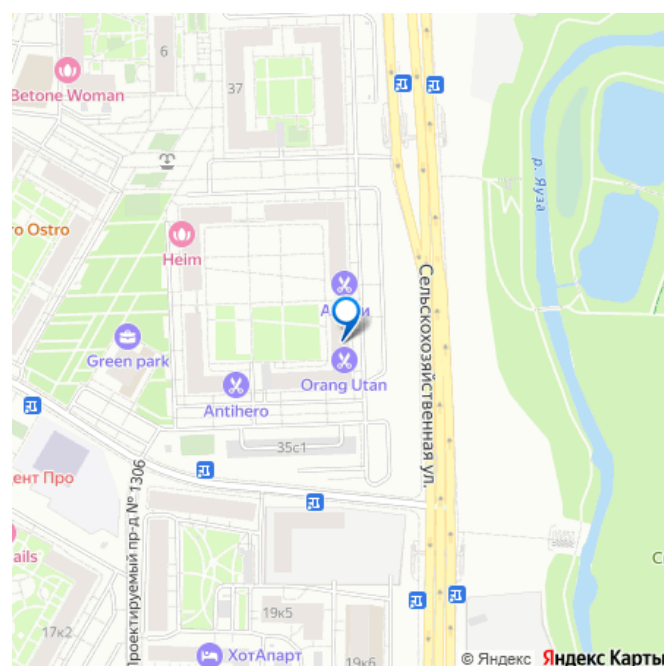 6
Betone Woman
37
р. Яуза
ro Ostro
Heim
Сельскохозяйственная ул.
Green park
Orang Utan
Antihero
35с1
ент Про
Проектируемый пр-д № 1306
ails
19к5
17к2
ХотАпарт
19к6
© Яндекс Яндекс Карты